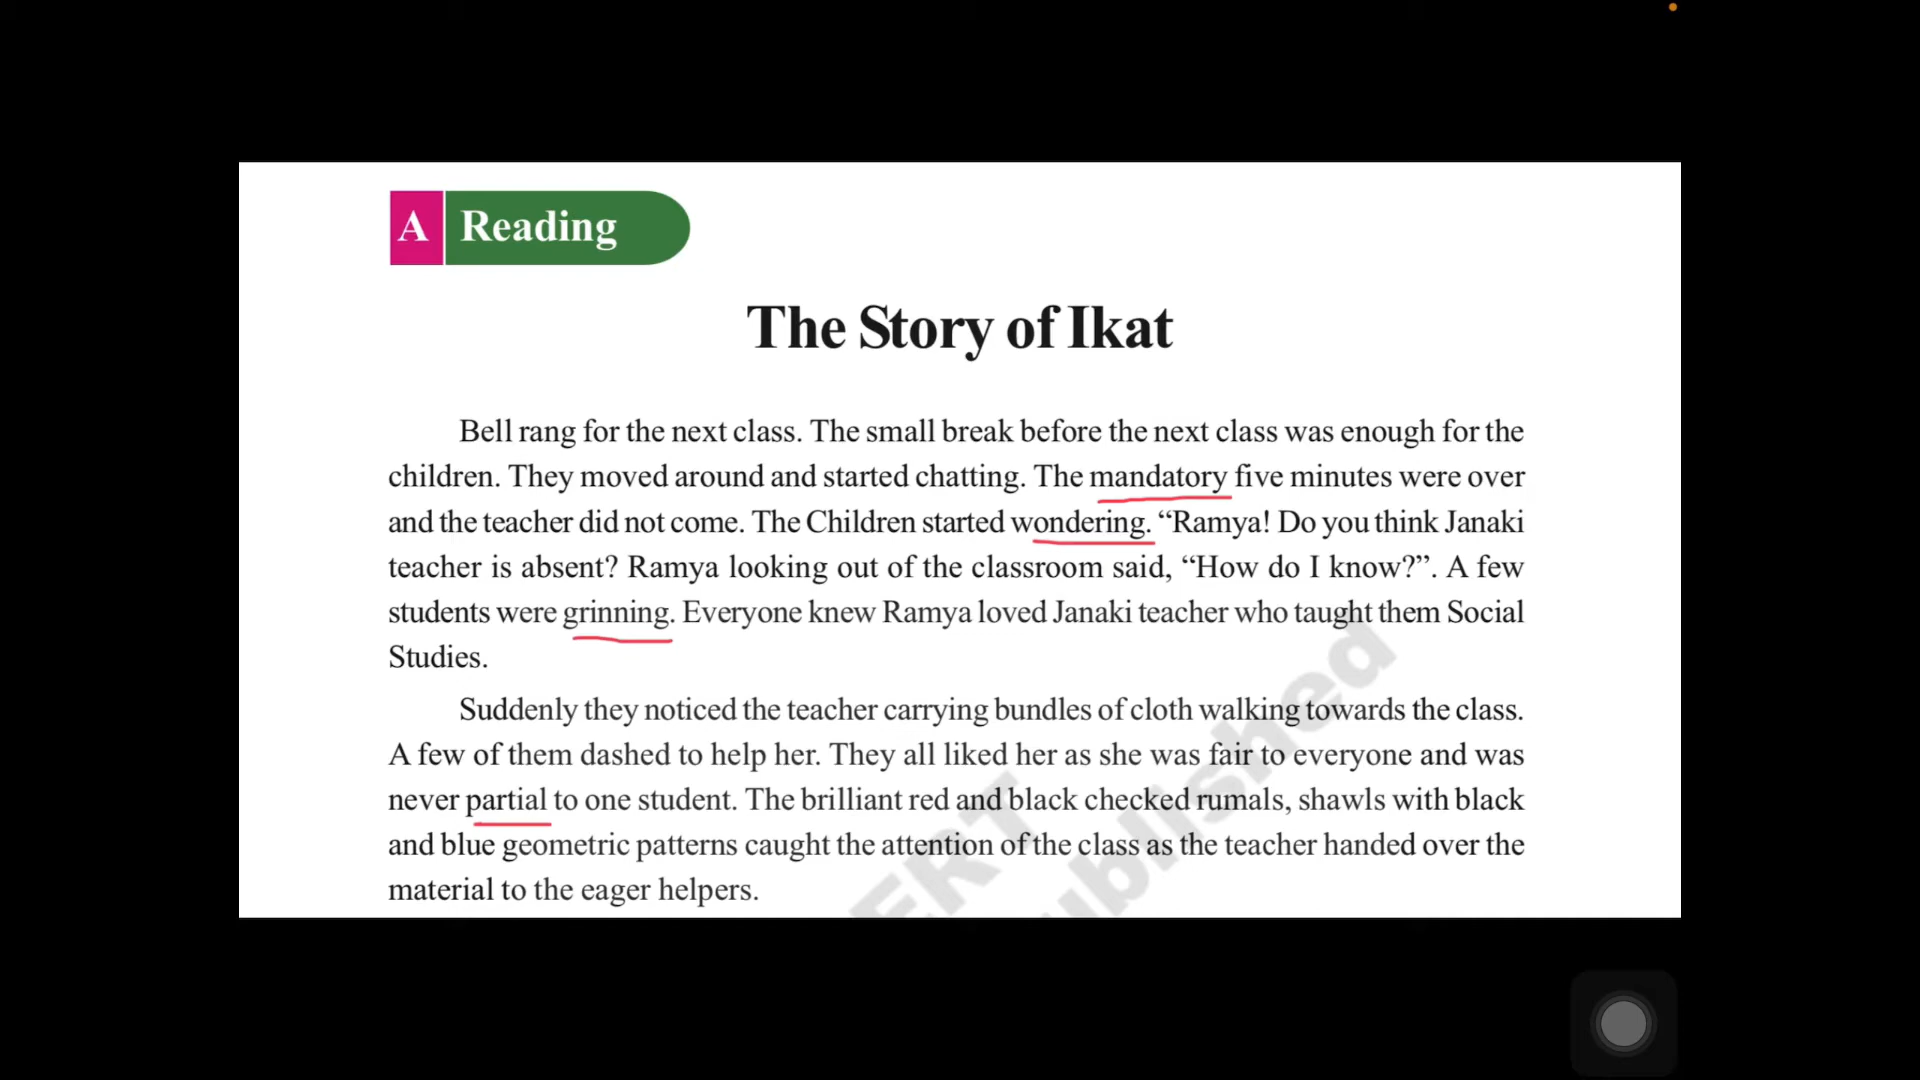 A Reading
The Story of Ikat
Bell rang for the next class. The small break before the next class was enough for the
children. They moved around and started chatting. The mandatory five minutes were over
and the teacher did not come. The Children started wondering. “Ramya! Do you think Janaki
teacher is absent? Ramya looking out of the classroom said, “How do I know?”. A few
students were grinning. Everyone knew Ramya loved Janaki teacher who taught them Social
Studies.
Suddenly they noticed the teacher carrying bundles of cloth walking towards the class.
A few of them dashed to help her. They all liked her as she was fair to everyone and was
never partial to one student. The brilliant red and black checked rumals, shawls with black
and blue geometric patterns caught the attention of the class as the teacher handed over the
material to the eager helpers.